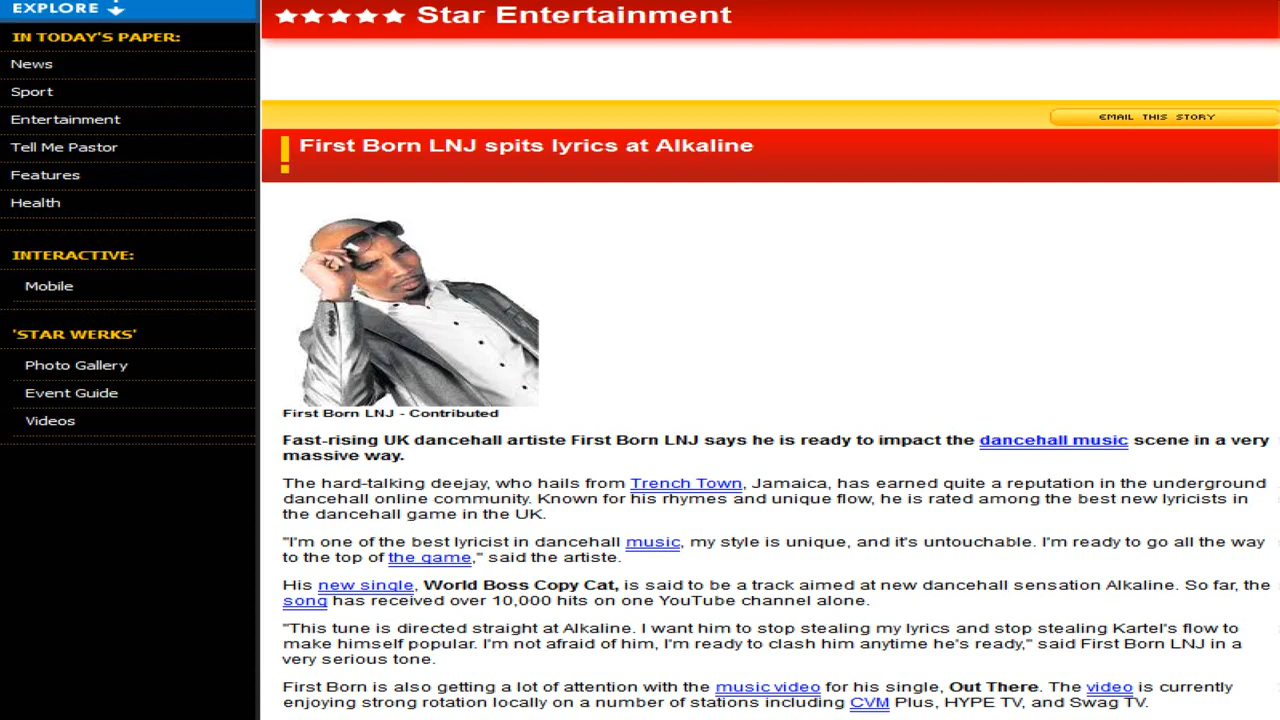 EXPLORE
IN TODAY'S PAPER:
News
Sport
Entertainment
Tell Me Pastor
Features
Health
INTERACTIVE:
Mobile
'STAR WERKS'
Photo Gallery
Event Guide
Videos
Star Entertainment
EMAIL THIS STORY
First Born LNJ spits lyrics at Alkaline
First Born LNJ - Contributed
Fast-rising UK dancehall artiste First Born LNJ says he is ready to impact the dancehall music scene in a very
massive way.
The hard-talking deejay, who hails from Trench Town, Jamaica, has earned quite a reputation in the underground
dancehall online community. Known for his rhymes and unique flow, he is rated among the best new lyricists in
the dancehall game in the UK.
"I'm one of the best lyricist in dancehall music, my style is unique, and it's untouchable. I'm ready to go all the way
to the top of the game," said the artiste.
His new single, World Boss Copy Cat, is said to be a track aimed at new dancehall sensation Alkaline. So far, the
song has received over 10,000 hits on one YouTube channel alone.
"This tune is directed straight at Alkaline. I want him to stop stealing my lyrics and stop stealing Kartel's flow to
make himself popular. I'm not afraid of him, I'm ready to clash him anytime he's ready," said First Born LNJ in a
very serious tone.
First Born is also getting a lot of attention with the music video for his single, Out There. The video is currently
enjoying strong rotation locally on a number of stations including CVM Plus, HYPE TV, and Swag TV.